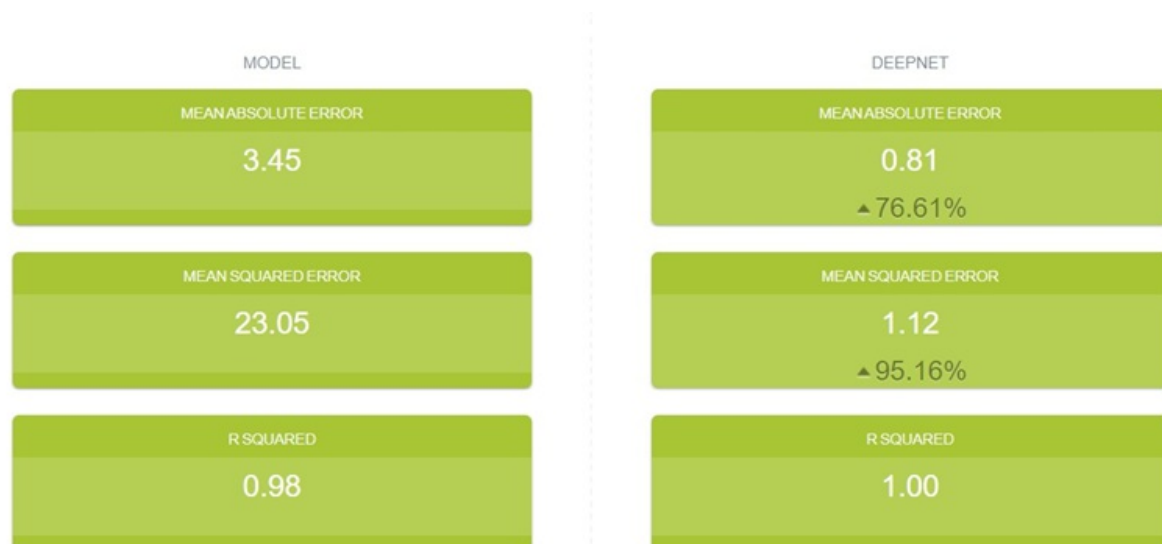 MODEL
MEAN ABSOLUTE ERROR
3.45
MEAN SQUARED ERROR
23.05
R SQUARED
0.98
DEEPNET
MEAN ABSOLUTE ERROR
0.81
76.61%
MEAN SQUARED ERROR
1.12
95.16%
R SQUARED
1.00